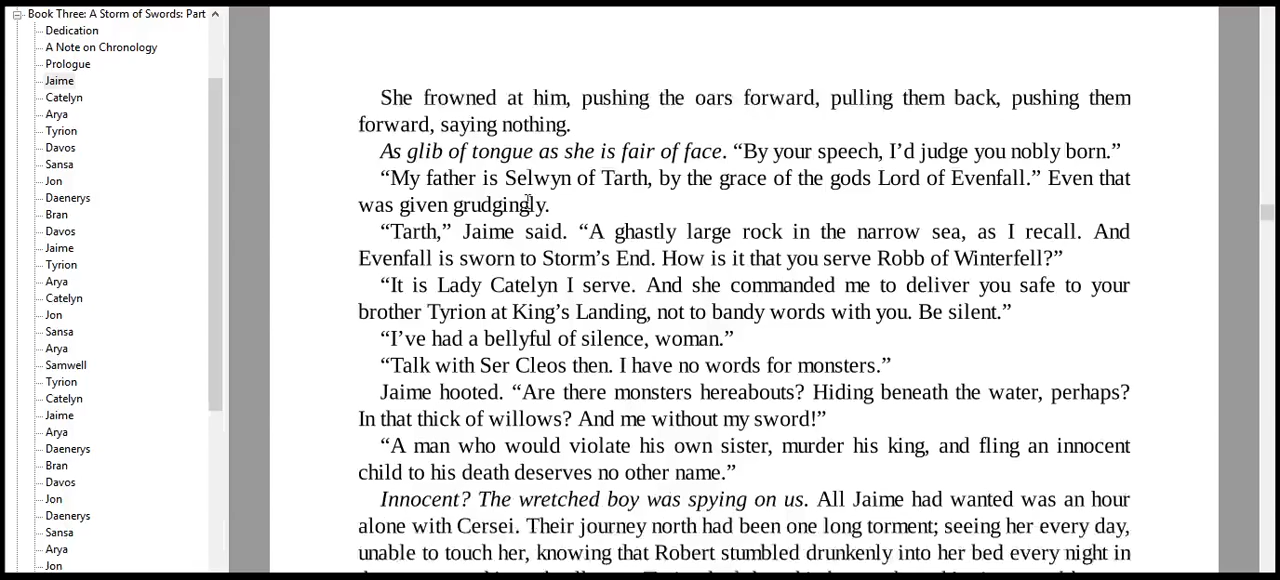 Book Three: A Storm of Swords: Part
Dedication
A Note on Chronology
Prologue
Jaime
Catelyn
Arya
Tyrion
Davos
Sansa
Jon
Daenerys
Bran
Davos
Jaime
Tyrion
Arya
Catelyn
Jon
Sansa
Arya
Samwell
Tyrion
Catelyn
Jaime
Arya
Daenerys
Bran
Davos
Jon
Daenerys
Sansa
Arya
Jon
She frowned at him, pushing the oars forward, pulling them back, pushing them
forward, saying nothing.
As glib of tongue as she is fair of face. “By your speech, I’d judge you nobly born.”
“My father is Selwyn of Tarth, by the grace of the gods Lord of Evenfall.” Even that
was given grudgingly.
“Tarth,” Jaime said. “A ghastly large rock in the narrow sea, as I recall. And
Evenfall is sworn to Storm’s End. How is it that you serve Robb of Winterfell?”
“It is Lady Catelyn I serve. And she commanded me to deliver you safe to your
brother Tyrion at King’s Landing, not to bandy words with you. Be silent.”
“I’ve had a bellyful of silence, woman.”
“Talk with Ser Cleos then. I have no words for monsters.”
Jaime hooted. “Are there monsters hereabouts? Hiding beneath the water, perhaps?
In that thick of willows? And me without my sword!”
“A man who would violate his own sister, murder his king, and fling an innocent
child to his death deserves no other name.”
Innocent? The wretched boy was spying on us. All Jaime had wanted was an hour
alone with Cersei. Their journey north had been one long torment; seeing her every day,
unable to touch her, knowing that Robert stumbled drunkenly into her bed every night in